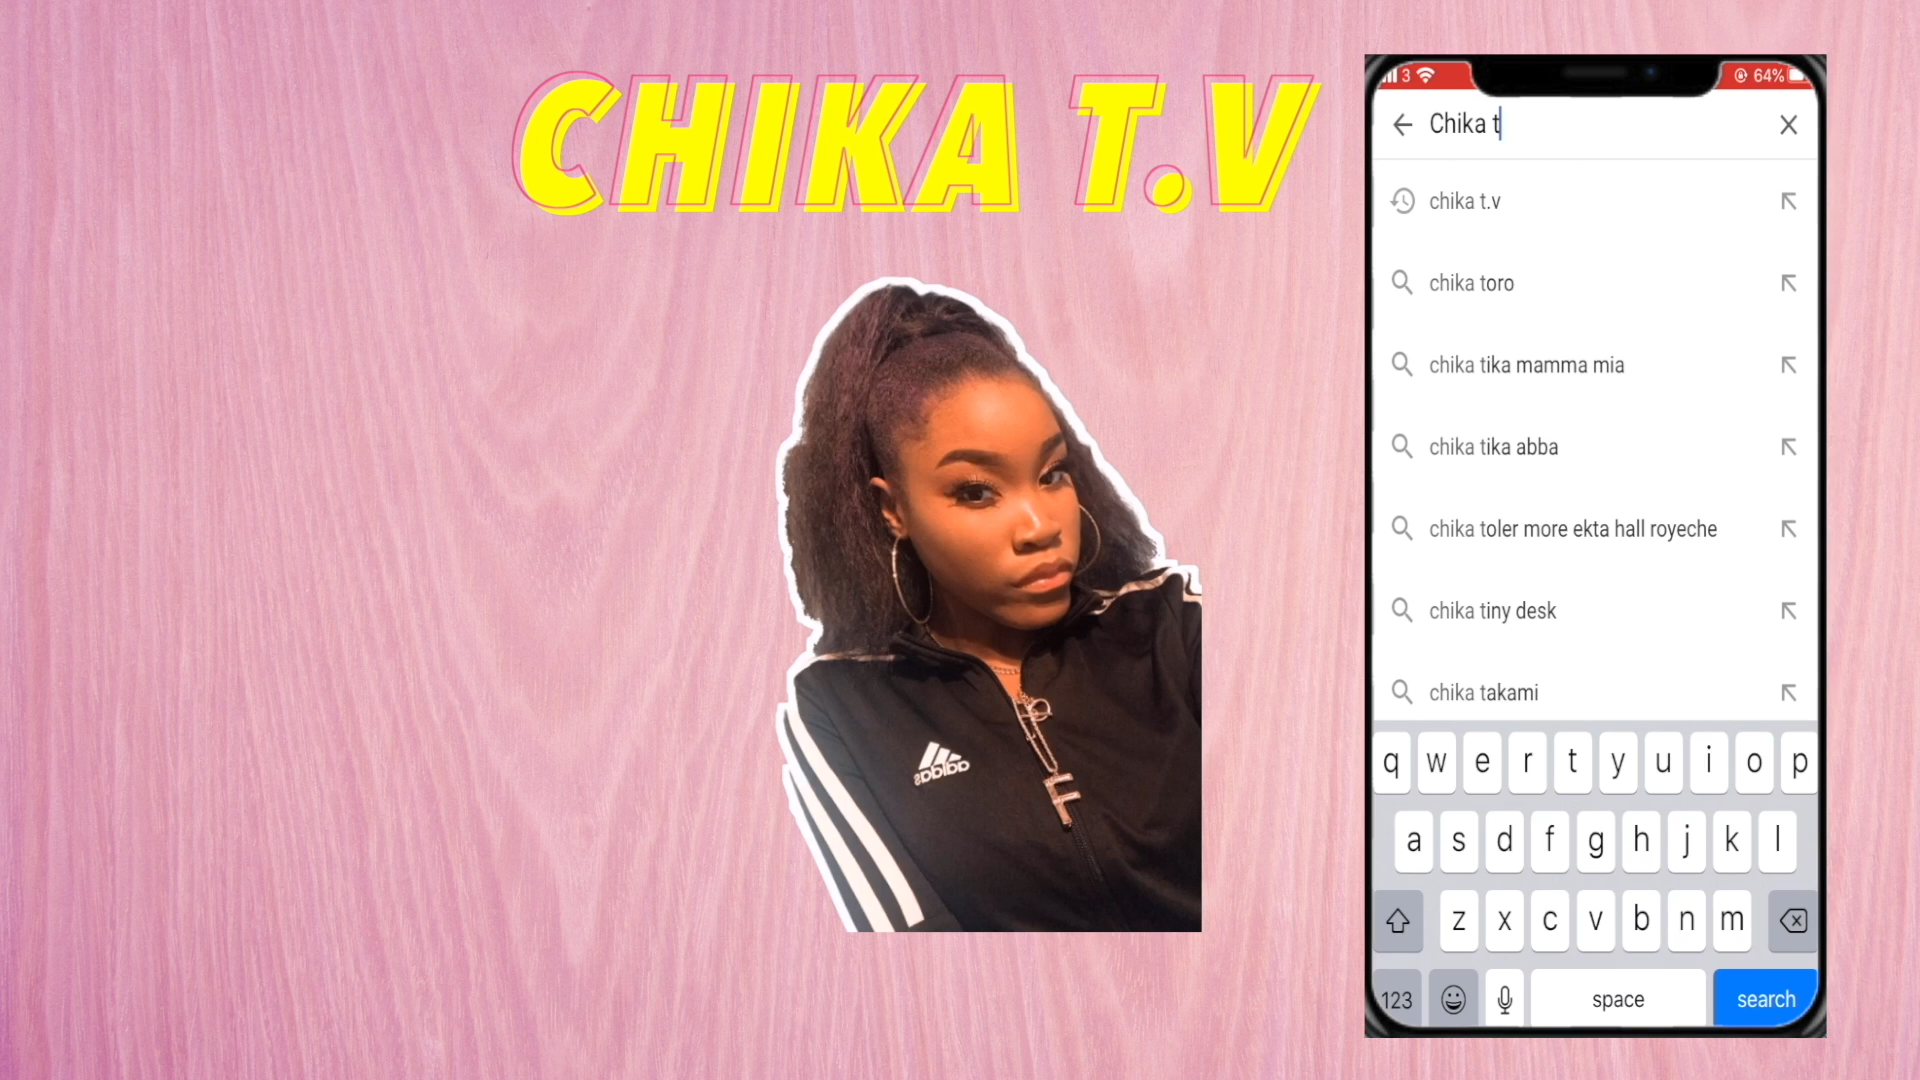 CHIKA T.V
adidas
F
3
64%
Chika t
chika t.v
chika toro
chika tika mamma mia
chika tika abba
chika toler more ekta hall royeche
chika tiny desk
chika takami
q w e r t y u i o p
a s d f g h j k l
z x c v b n m
123 space search